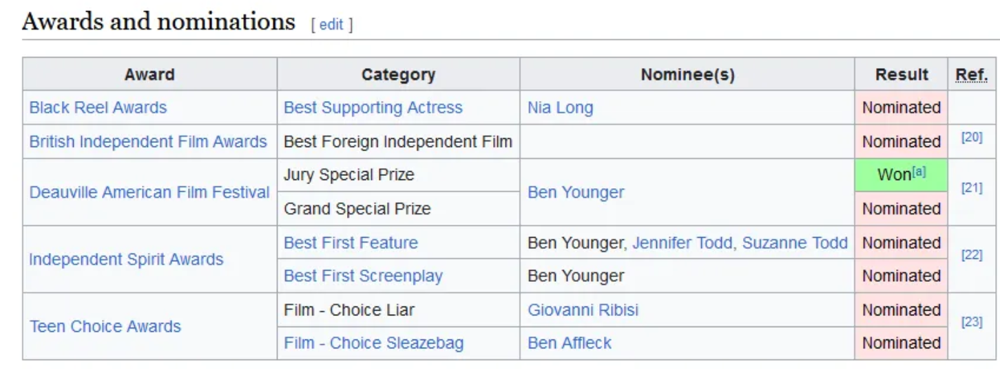 Awards and nominations [ edit ]
Award Category Nominee(s) Result Ref.
Black Reel Awards Best Supporting Actress Nia Long Nominated
British Independent Film Awards Best Foreign Independent Film Nominated [20]
Deauville American Film Festival Jury Special Prize Ben Younger Won[a] [21]
Grand Special Prize Nominated
Independent Spirit Awards Best First Feature Ben Younger, Jennifer Todd, Suzanne Todd Nominated [22]
Best First Screenplay Ben Younger Nominated
Teen Choice Awards Film - Choice Liar Giovanni Ribisi Nominated [23]
Film - Choice Sleazebag Ben Affleck Nominated